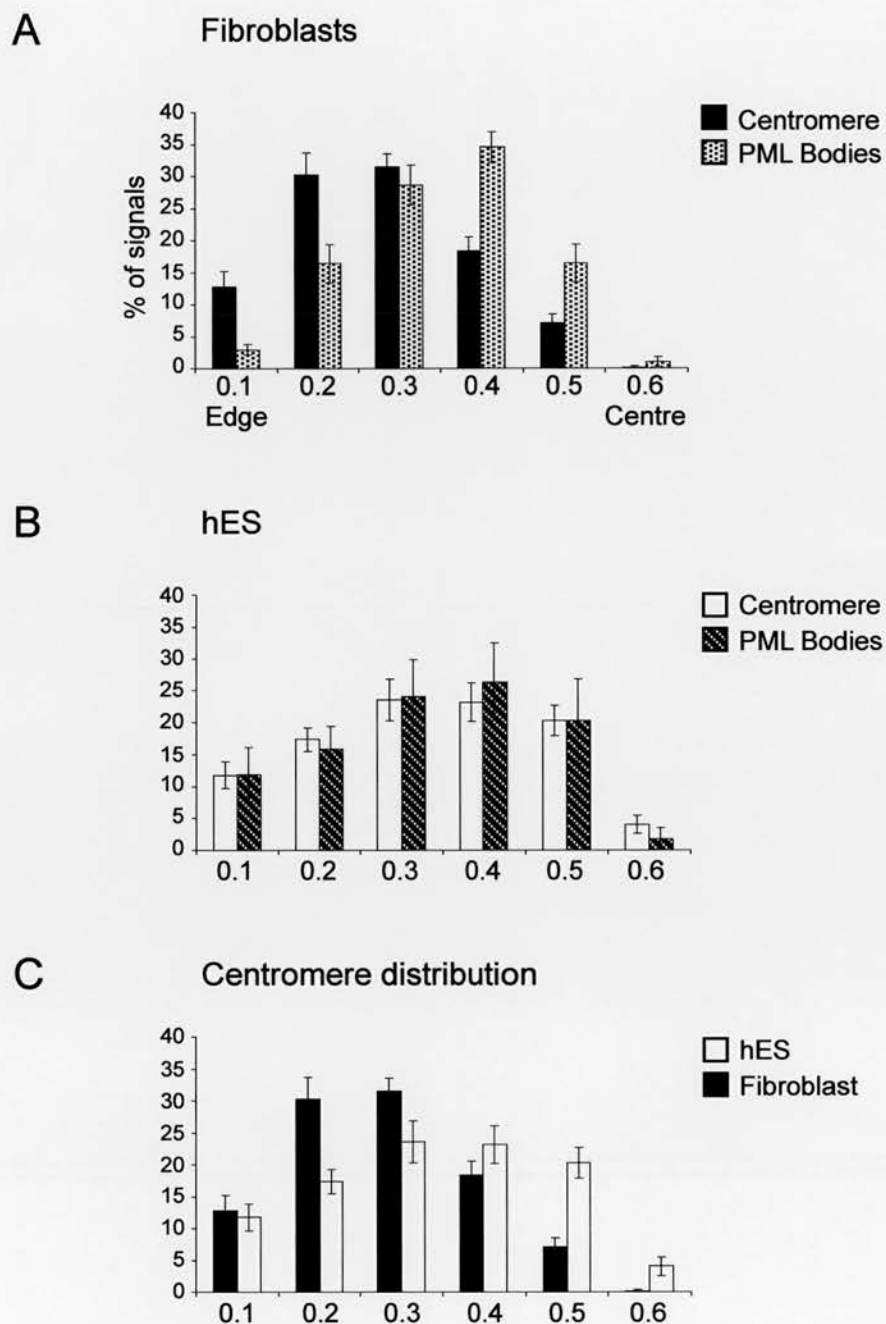 A
Fibroblasts
Centromere
PML Bodies
% of signals
40
35
30
25
20
15
10
5
0
0.1 0.2 0.3 0.4 0.5 0.6
Edge Centre
B
hES
Centromere
PML Bodies
40
35
30
25
20
15
10
5
0
0.1 0.2 0.3 0.4 0.5 0.6
C
Centromere distribution
hES
Fibroblast
40
35
30
25
20
15
10
5
0
0.1 0.2 0.3 0.4 0.5 0.6